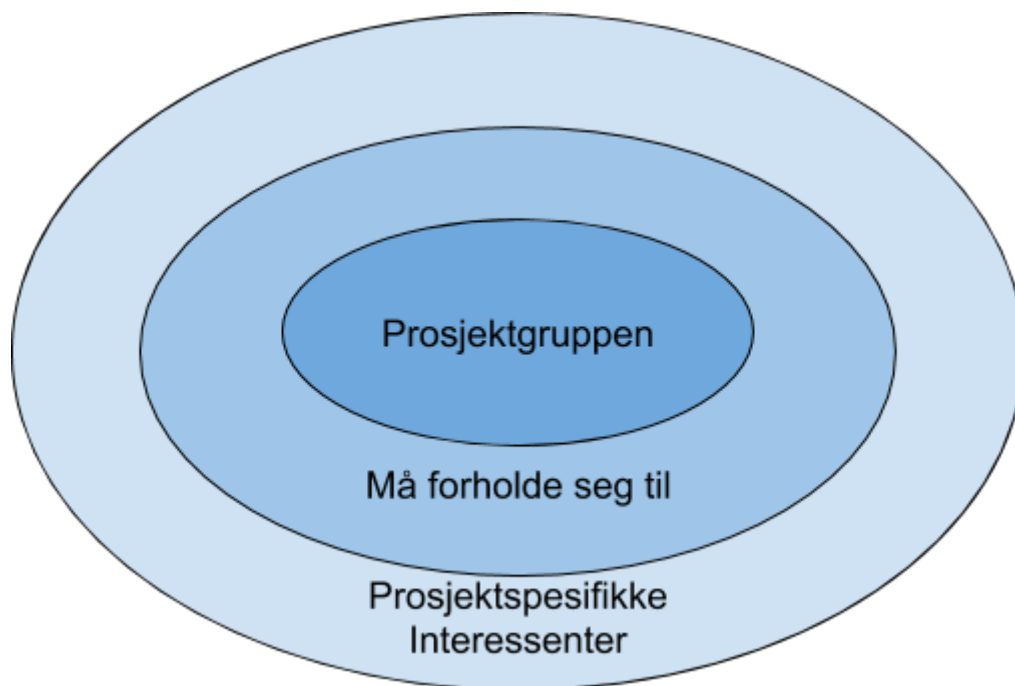 Prosjektgruppen
Må forholde seg til
Prosjektspesifikke
Interessenter